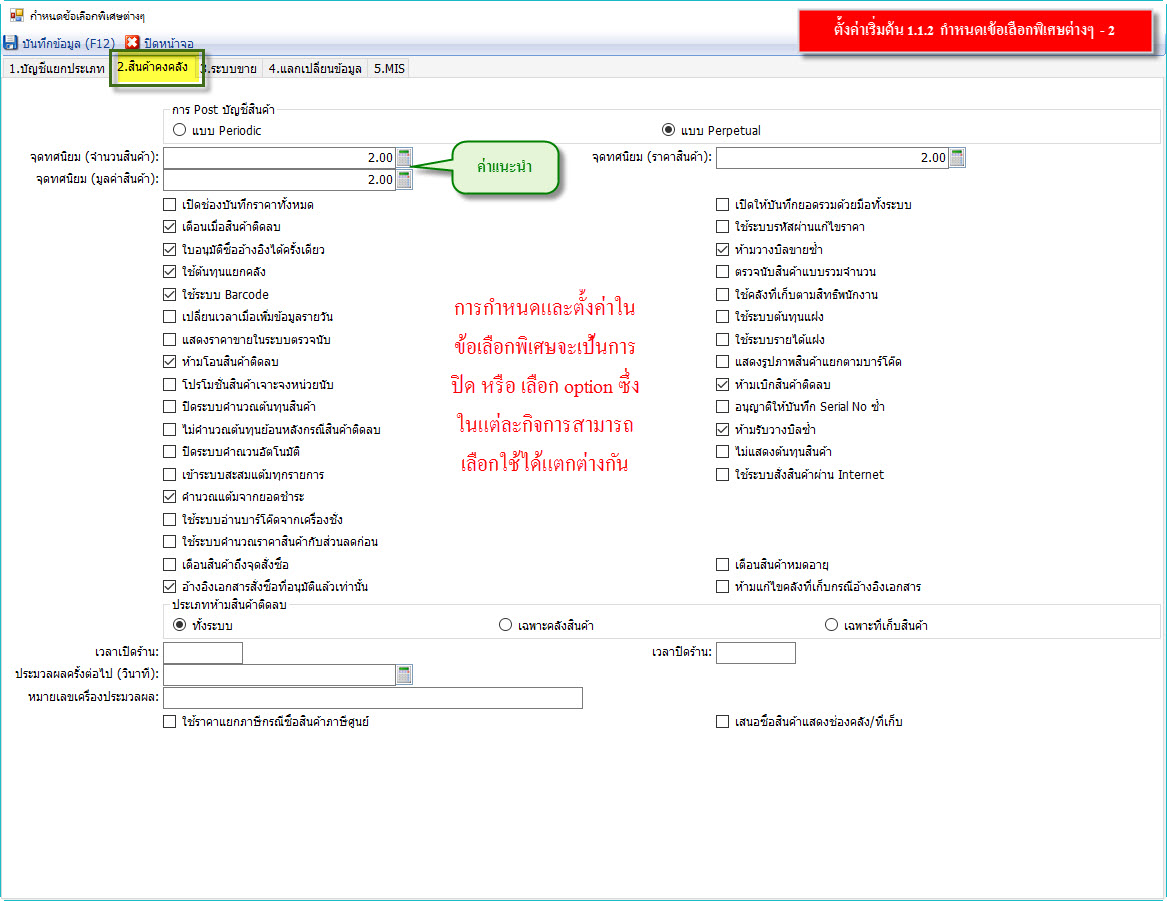 กำหนดข้อเลือกพิเศษต่างๆ
ตั้งค่าเริ่มต้น 1.1.2 กำหนดเข้อเลือกพิเศษต่างๆ - 2
บันทึกข้อมูล (F12) ปิดหน้าจอ
1.บัญชีแยกประเภท 2.สินค้าคงคลัง 3.ระบบขาย 4.แลกเปลี่ยนข้อมูล 5.MIS
การ Post บัญชีสินค้า
แบบ Periodic แบบ Perpetual
จุดทศนิยม (จำนวนสินค้า): 2.00 จุดทศนิยม (ราคาสินค้า): 2.00
จุดทศนิยม (มูลค่าสินค้า): 2.00
ค่าแนะนำ
เปิดช่องบันทึกราคาทั้งหมด เปิดให้บันทึกยอดรวมด้วยมือทั้งระบบ
เตือนเมื่อสินค้าติดลบ ใช้ระบบรหัสผ่านแก้ไขราคา
ใบอนุมัติซื้ออ้างอิงได้ครั้งเดียว ห้ามวางบิลขายซ้ำ
ใช้ต้นทุนแยกคลัง ตรวจนับสินค้าแบบรวมจำนวน
ใช้ระบบ Barcode ใช้คลังที่เก็บตามสิทธิพนักงาน
เปลี่ยนเวลาเมื่อเพิ่มข้อมูลรายวัน ใช้ระบบต้นทุนแฝง
แสดงราคาขายในระบบตรวจนับ ใช้ระบบรายได้แฝง
ห้ามโอนสินค้าติดลบ แสดงรูปภาพสินค้าแยกตามบาร์โค๊ด
โปรโมชั่นสินค้าเจาะจงหน่วยนับ ห้ามเบิกสินค้าติดลบ
ปิดระบบคำนวณต้นทุนสินค้า อนุญาติให้บันทึก Serial No ซ้ำ
ไม่คำนวณต้นทุนย้อนหลังกรณีสินค้าติดลบ ห้ามรับวางบิลซ้ำ
ปิดระบบคำณวนอัตโนมัติ ไม่แสดงต้นทุนสินค้า
เข้าระบบสะสมแต้มทุกรายการ ใช้ระบบสั่งสินค้าผ่าน Internet
คำนวณแต้มจากยอดชำระ
ใช้ระบบอ่านบาร์โค๊ดจากเครื่องชั่ง
ใช้ระบบคำนวณราคาสินค้ากับส่วนลดก่อน
เตือนสินค้าถึงจุดสั่งซื้อ เตือนสินค้าหมดอายุ
อ้างอิงเอกสารสั่งซื้อที่อนุมัติแล้วเท่านั้น ห้ามแก้ไขคลังที่เก็บกรณีอ้างอิงเอกสาร
การกำหนดและตั้งค่าใน
ข้อเลือกพิเศษจะเป็นการ
ปิด หรือ เลือก option ซึ่ง
ในแต่ละกิจการสามารถ
เลือกใช้ได้แตกต่างกัน
ประเภทห้ามสินค้าติดลบ
ทั้งระบบ เฉพาะคลังสินค้า เฉพาะที่เก็บสินค้า
เวลาเปิดร้าน: เวลาปิดร้าน:
ประมวลผลครั้งต่อไป (วินาที):
หมายเลขเครื่องประมวลผล:
ใช้ราคาแยกภาษีกรณีซื้อสินค้าภาษีศูนย์ เสนอซื้อสินค้าแสดงช่องคลัง/ที่เก็บ